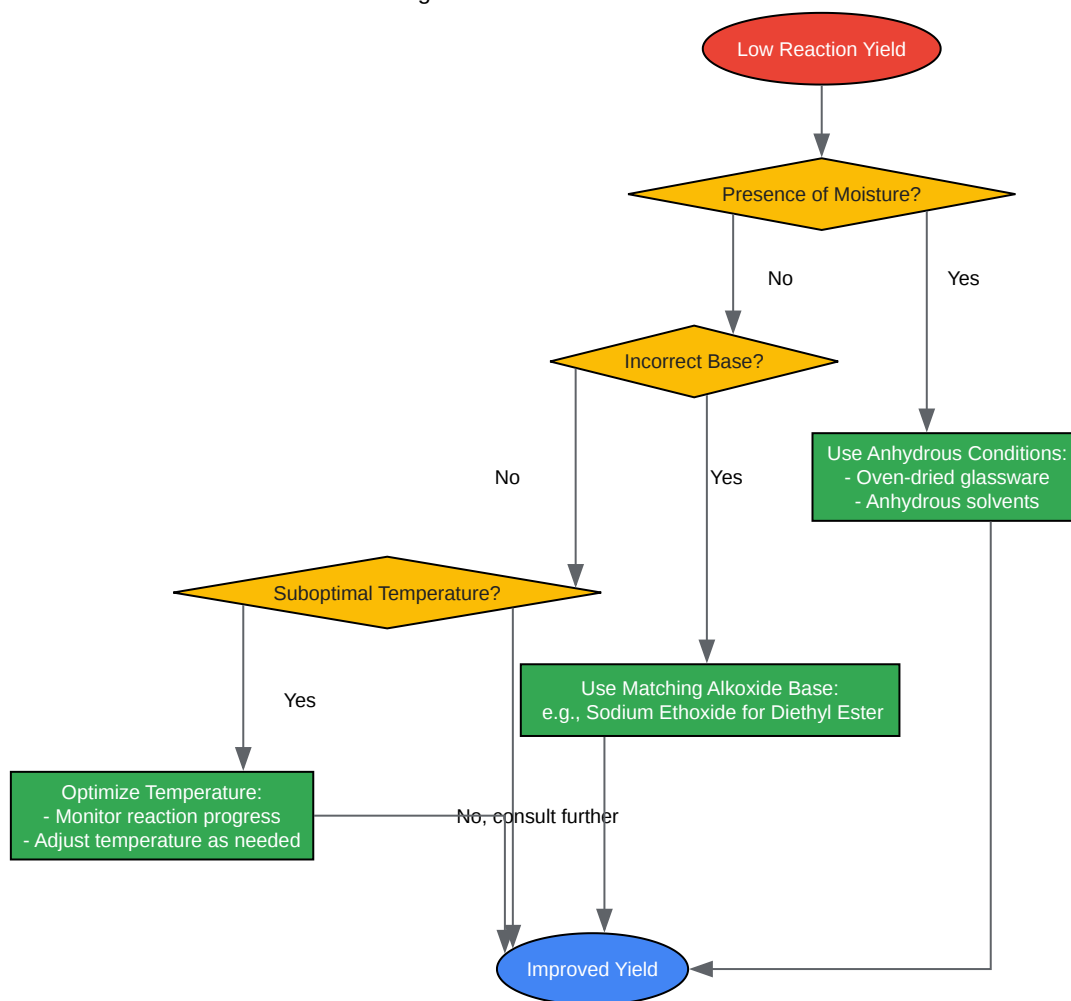 Low Reaction Yield
Presence of Moisture?
No
Yes
Incorrect Base?
Use Anhydrous Conditions:
- Oven-dried glassware
- Anhydrous solvents
No
Yes
Suboptimal Temperature?
Use Matching Alkoxide Base:
e.g., Sodium Ethoxide for Diethyl Ester
Yes
Optimize Temperature:
- Monitor reaction progress
- Adjust temperature as needed
No, consult further
Improved Yield